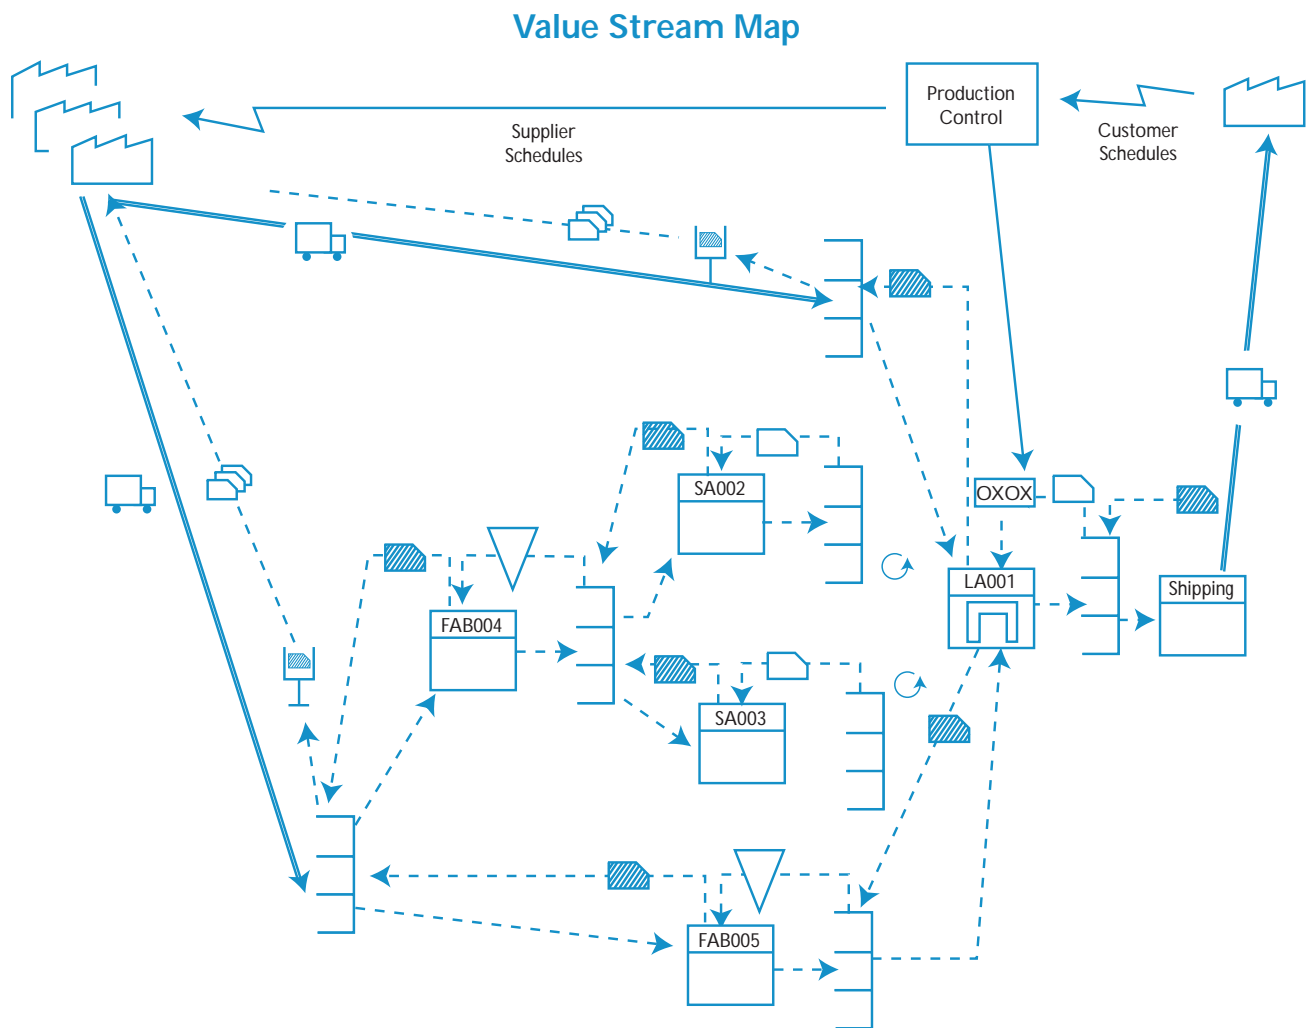 Value Stream Map
Production
Control
Supplier
Schedules
Customer
Schedules
SA002
OXOX
LA001
Shipping
FAB004
SA003
FAB005